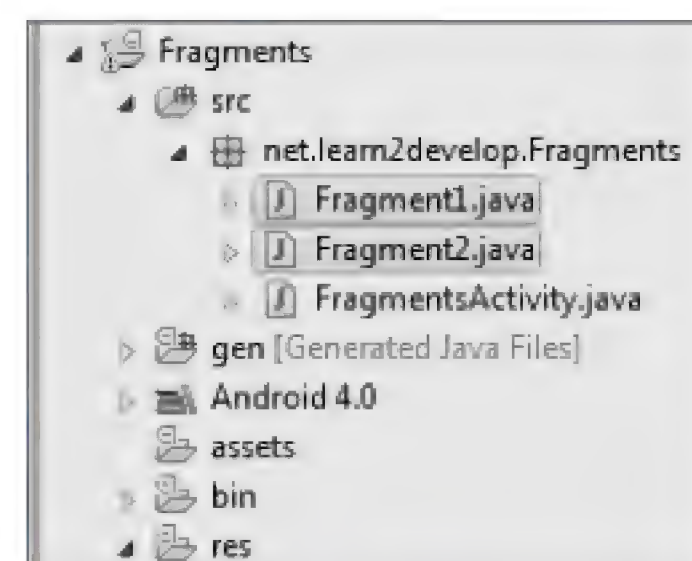 Fragments
src
net.learn2develop.Fragments
Fragment1.java
Fragment2.java
FragmentsActivity.java
gen [Generated Java Files]
Android 4.0
assets
bin
res